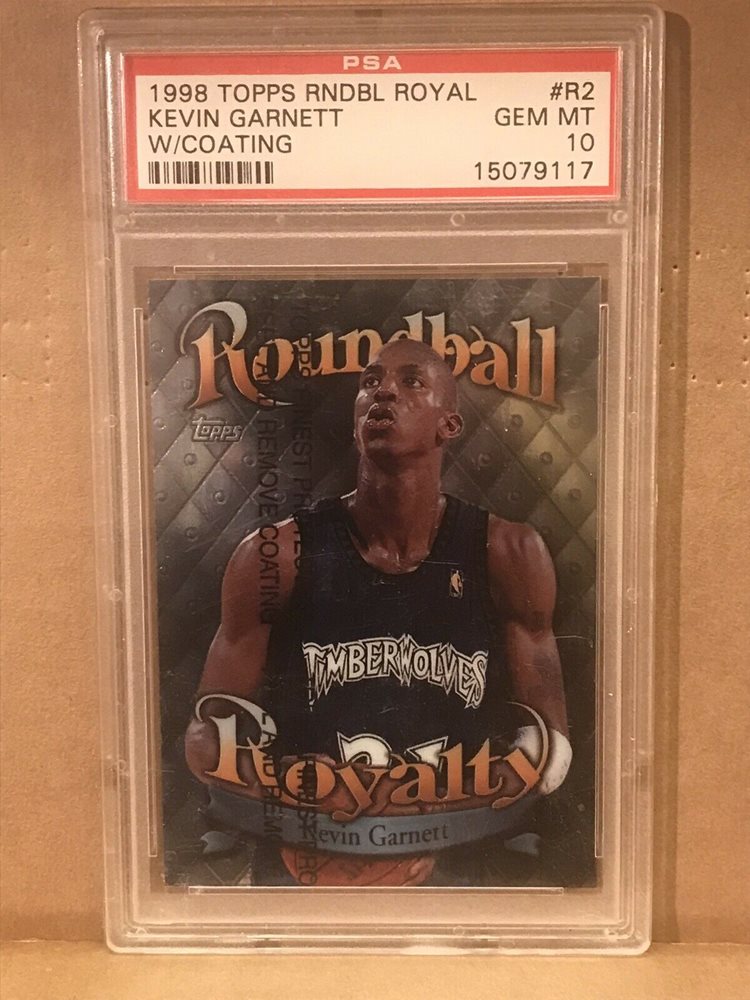 PSA
1998 TOPPS RNDBL ROYAL #R2
KEVIN GARNETT GEM MT
W/COATING 10
15079117
Roundball
TOPPS
AND REMOVE COATING
TIMBERWOLVES
Royalty
Kevin Garnett